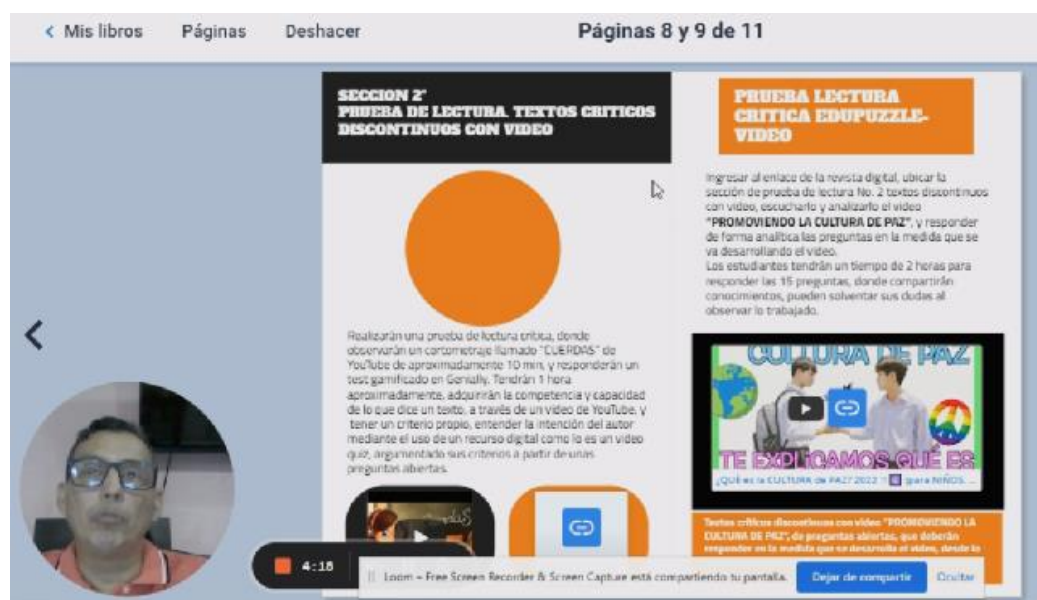 Mis libros Páginas Deshacer Páginas 8 y 9 de 11
SECCION 2°
PRUEBA DE LECTURA. TEXTOS CRITICOS
DISCONTINUOS CON VIDEO
Realizarán una prueba de lectura crítica, donde
observarán un cortometraje llamado "CUERDAS" de
YouTube de aproximadamente 10 min, y responderán un
test gamificado en Genially. Tendrán 1 hora
aproximadamente, adquirirán la competencia y capacidad
de lo que dice un texto, a través de un video de YouTube, y
tener un criterio propio, entender la intención del autor
mediante el uso de un recurso digital como lo es un video
quiz, argumentado sus criterios a partir de unas
preguntas abiertas.
PRUEBA LECTURA
CRITICA EDUPUZZLE-
VIDEO
Ingresar al enlace de la revista digital, ubicar la
sección de prueba de lectura No. 2 textos discontinuos
con video, escucharlo y analizarlo el video
"PROMOVIENDO LA CULTURA DE PAZ", y responder
de forma analítica las preguntas en la medida que se
va desarrollando el video.
Los estudiantes tendrán un tiempo de 2 horas para
responder las 15 preguntas, donde compartirán
conocimientos, pueden solventar sus dudas al
observar lo trabajado.
CULTURA DE PAZ
TE EXPLICAMOS QUÉ ES
¿QUÉ es la CULTURA de PAZ? 2022 (para NIÑOS, ...
Textos críticos discontinuos con video "PROMOVIENDO LA
CULTURA DE PAZ", de preguntas abiertas, que deberán
responder en la medida que se desarrolla el video, desde lo
4:18
Loom – Free Screen Recorder & Screen Capture está compartiendo tu pantalla. Dejar de compartir Ocultar